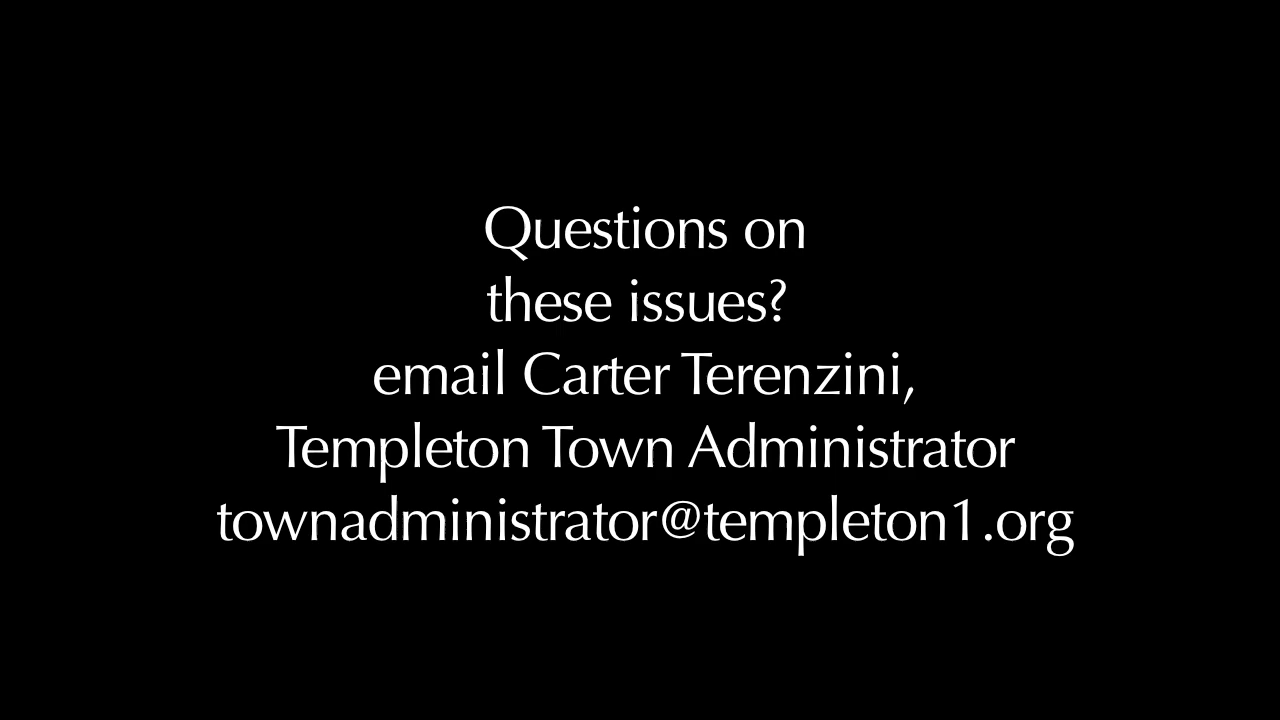 Questions on
these issues?
email Carter Terenzini,
Templeton Town Administrator
townadministrator@templeton1.org